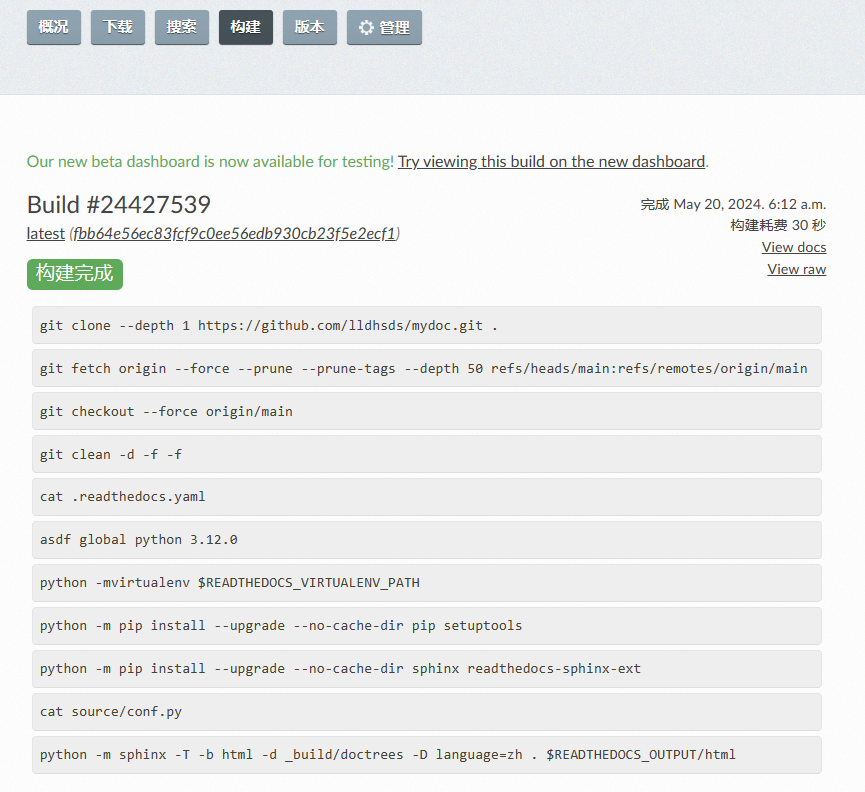 概况 下载 搜索 构建 版本 管理
Our new beta dashboard is now available for testing! Try viewing this build on the new dashboard.
Build #24427539
完成 May 20, 2024. 6:12 a.m.
构建耗费 30 秒
latest (fbb64e56ec83fcf9c0ee56edb930cb23f5e2ecf1)
View docs
构建完成
View raw
git clone --depth 1 https://github.com/lldhsds/mydoc.git .
git fetch origin --force --prune --prune-tags --depth 50 refs/heads/main:refs/remotes/origin/main
git checkout --force origin/main
git clean -d -f -f
cat .readthedocs.yaml
asdf global python 3.12.0
python -mvirtualenv $READTHEDOCS_VIRTUALENV_PATH
python -m pip install --upgrade --no-cache-dir pip setuptools
python -m pip install --upgrade --no-cache-dir sphinx readthedocs-sphinx-ext
cat source/conf.py
python -m sphinx -T -b html -d _build/doctrees -D language=zh . $READTHEDOCS_OUTPUT/html